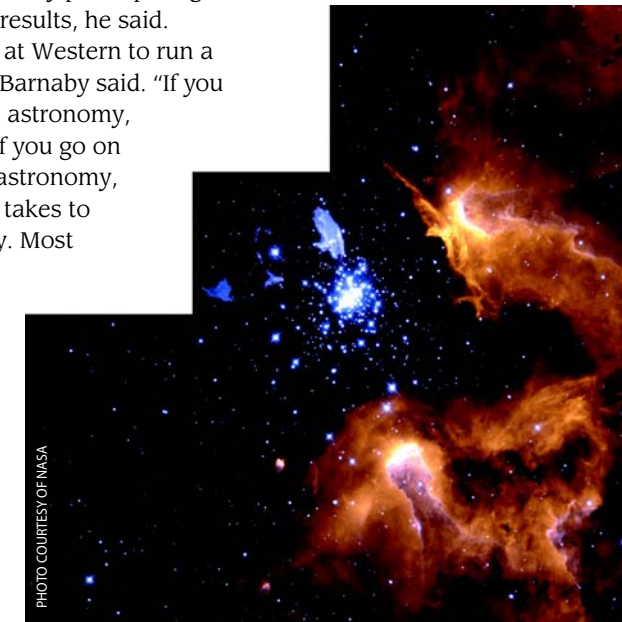 results, he said.
at Western to run a
Barnaby said. “If you
astronomy,
f you go on
astronomy,
takes to
y. Most
PHOTO COURTESY OF NASA